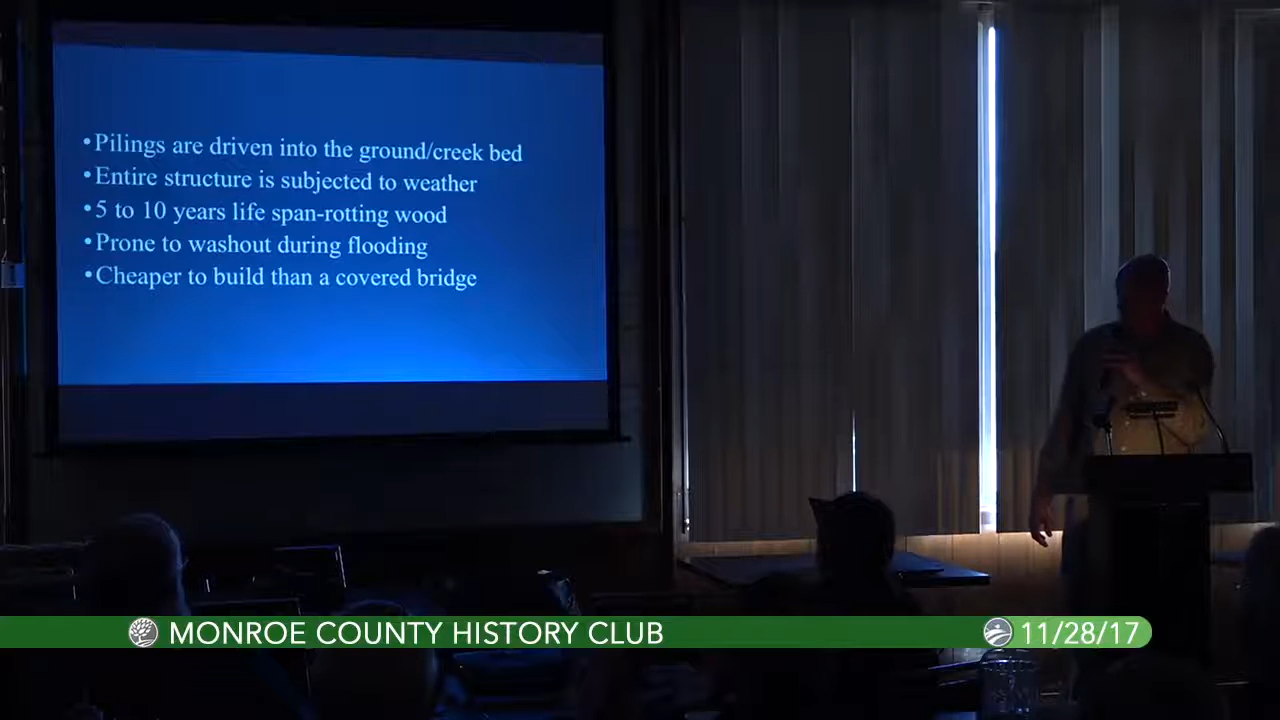 •Pilings are driven into the ground/creek bed
•Entire structure is subjected to weather
•5 to 10 years life span-rotting wood
•Prone to washout during flooding
•Cheaper to build than a covered bridge
MONROE COUNTY HISTORY CLUB
11/28/17